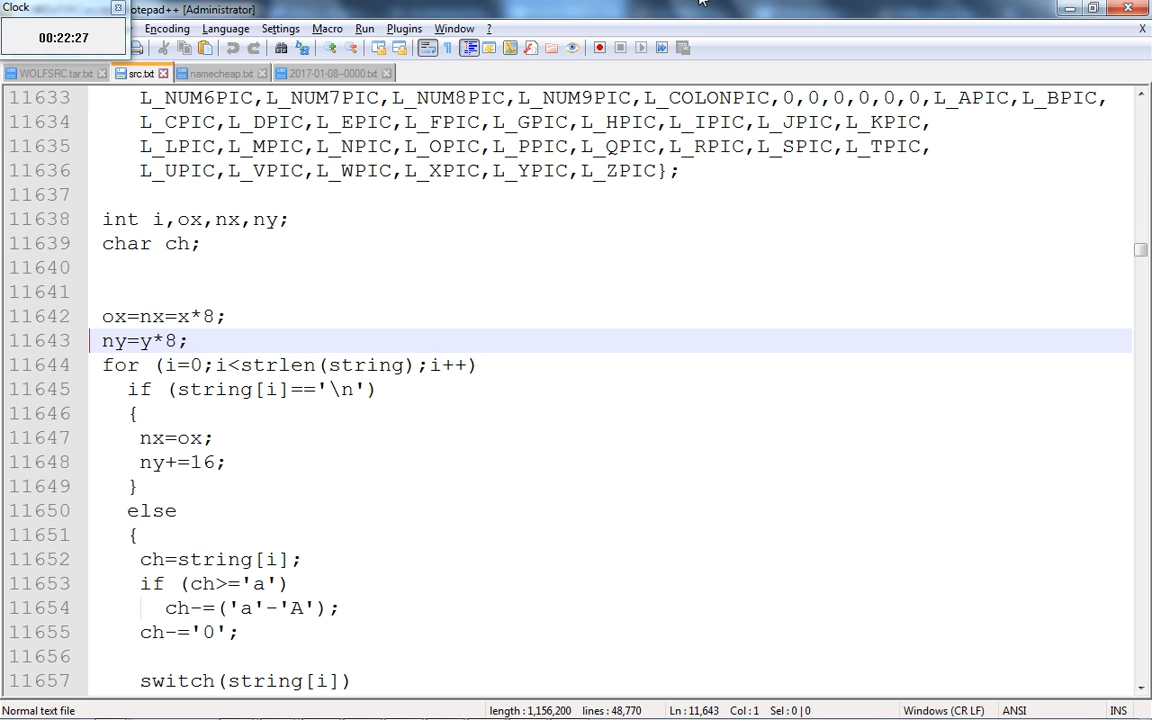 Clock
otepad++ [Administrator]
00:22:27
Encoding Language Settings Macro Run Plugins Window ? X
WOLFSRC.tar.txt src.txt namecheap.txt 2017-01-08--0000.txt
11633 L_NUM6PIC,L_NUM7PIC,L_NUM8PIC,L_NUM9PIC,L_COLONPIC,0,0,0,0,0,0,L_APIC,L_BPIC,
11634 L_CPIC,L_DPIC,L_EPIC,L_FPIC,L_GPIC,L_HPIC,L_IPIC,L_JPIC,L_KPIC,
11635 L_LPIC,L_MPIC,L_NPIC,L_OPIC,L_PPIC,L_QPIC,L_RPIC,L_SPIC,L_TPIC,
11636 L_UPIC,L_VPIC,L_WPIC,L_XPIC,L_YPIC,L_ZPIC};
11637
11638 int i,ox,nx,ny;
11639 char ch;
11640
11641
11642 ox=nx=x*8;
11643 ny=y*8;
11644 for (i=0;i<strlen(string);i++)
11645 if (string[i]=='\n')
11646 {
11647 nx=ox;
11648 ny+=16;
11649 }
11650 else
11651 {
11652 ch=string[i];
11653 if (ch>='a')
11654 ch-=('a'-'A');
11655 ch-='0';
11656
11657 switch(string[i])
Normal text file length : 1,156,200 lines : 48,770 Ln : 11,643 Col : 1 Sel : 0 | 0 Windows (CR LF) ANSI INS